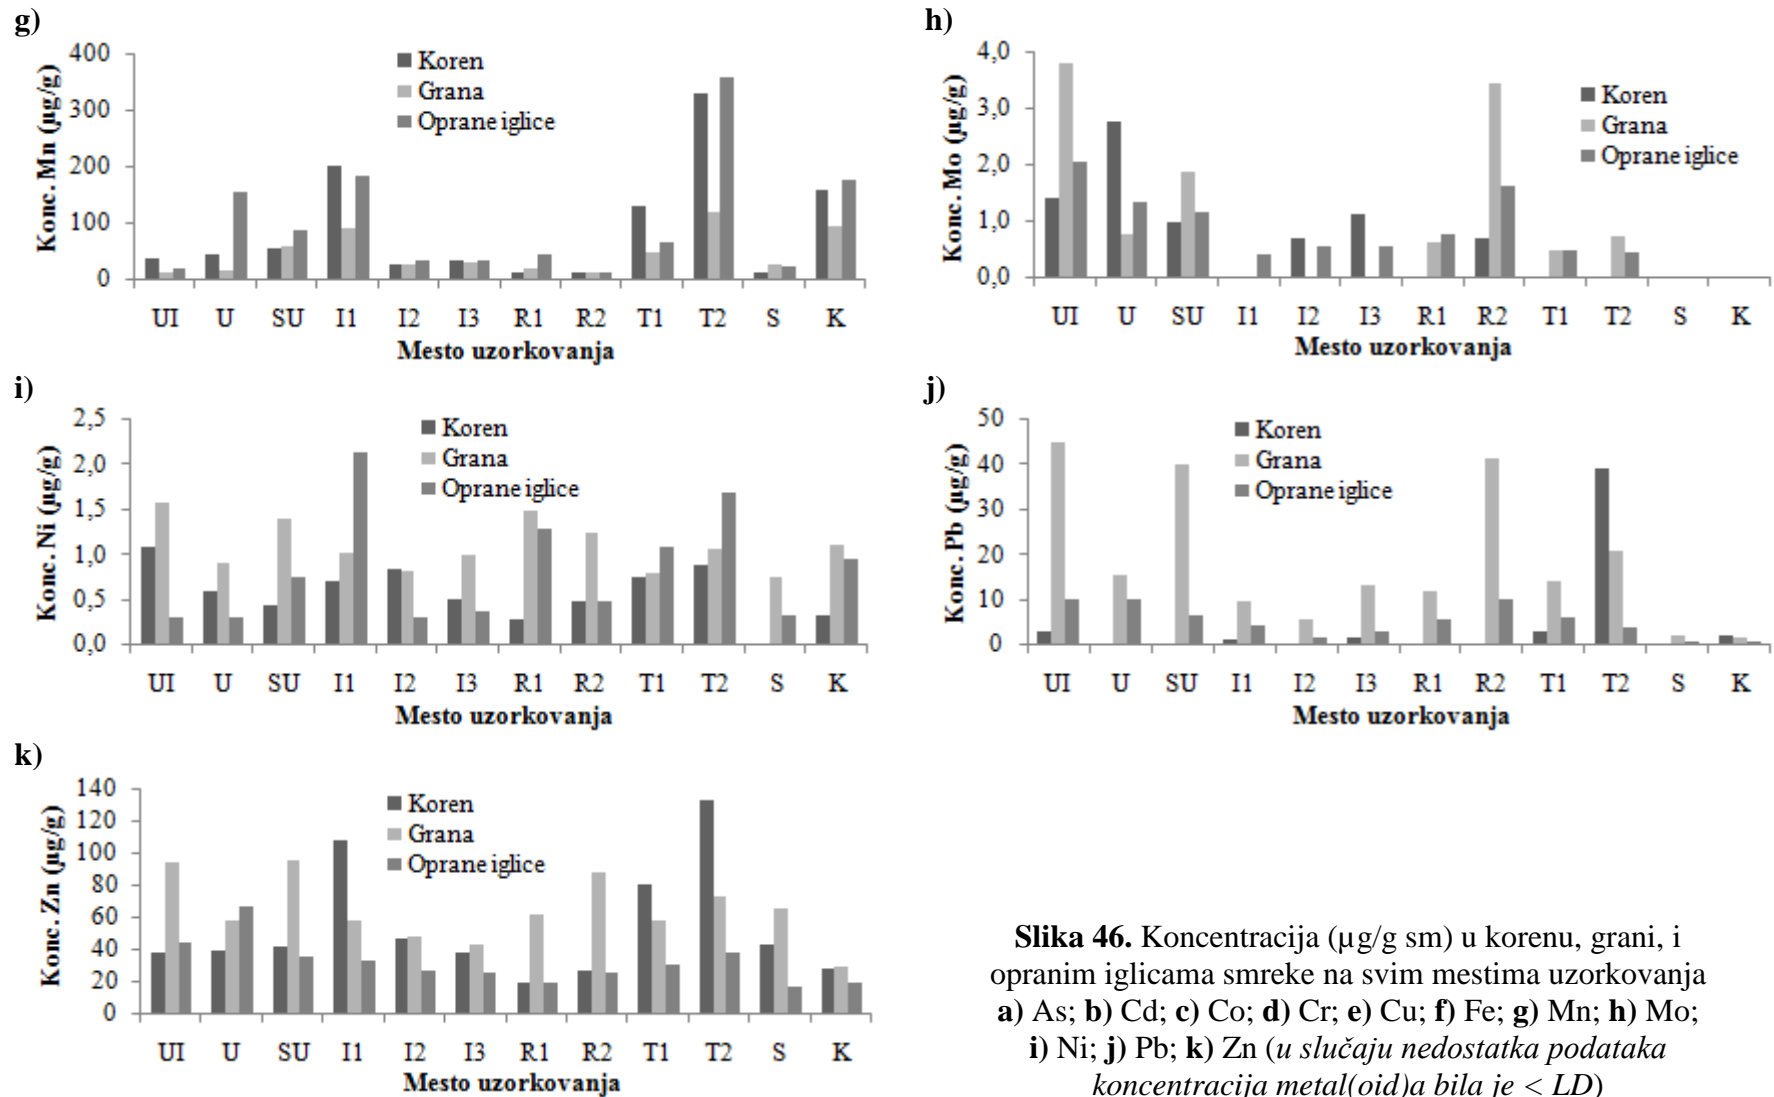 g)
Konc. Mn (µg/g)
400
300
200
100
0
Koren
Grana
Oprane iglice
UI U SU I1 I2 I3 R1 R2 T1 T2 S K
Mesto uzorkovanja
h)
Konc. Mo (µg/g)
4,0
3,0
2,0
1,0
0,0
Koren
Grana
Oprane iglice
UI U SU I1 I2 I3 R1 R2 T1 T2 S K
Mesto uzorkovanja
i)
Konc. Ni (µg/g)
2,5
2,0
1,5
1,0
0,5
0,0
Koren
Grana
Oprane iglice
UI U SU I1 I2 I3 R1 R2 T1 T2 S K
Mesto uzorkovanja
j)
Konc. Pb (µg/g)
50
40
30
20
10
0
Koren
Grana
Oprane iglice
UI U SU I1 I2 I3 R1 R2 T1 T2 S K
Mesto uzorkovanja
k)
Konc. Zn (µg/g)
140
120
100
80
60
40
20
0
Koren
Grana
Oprane iglice
UI U SU I1 I2 I3 R1 R2 T1 T2 S K
Mesto uzorkovanja
Slika 46. Koncentracija (µg/g sm) u korenu, grani, i
opranim iglicama smreke na svim mestima uzorkovanja
a) As; b) Cd; c) Co; d) Cr; e) Cu; f) Fe; g) Mn; h) Mo;
i) Ni; j) Pb; k) Zn (u slučaju nedostatka podataka
koncentracija metal(oid)a bila je < LD)